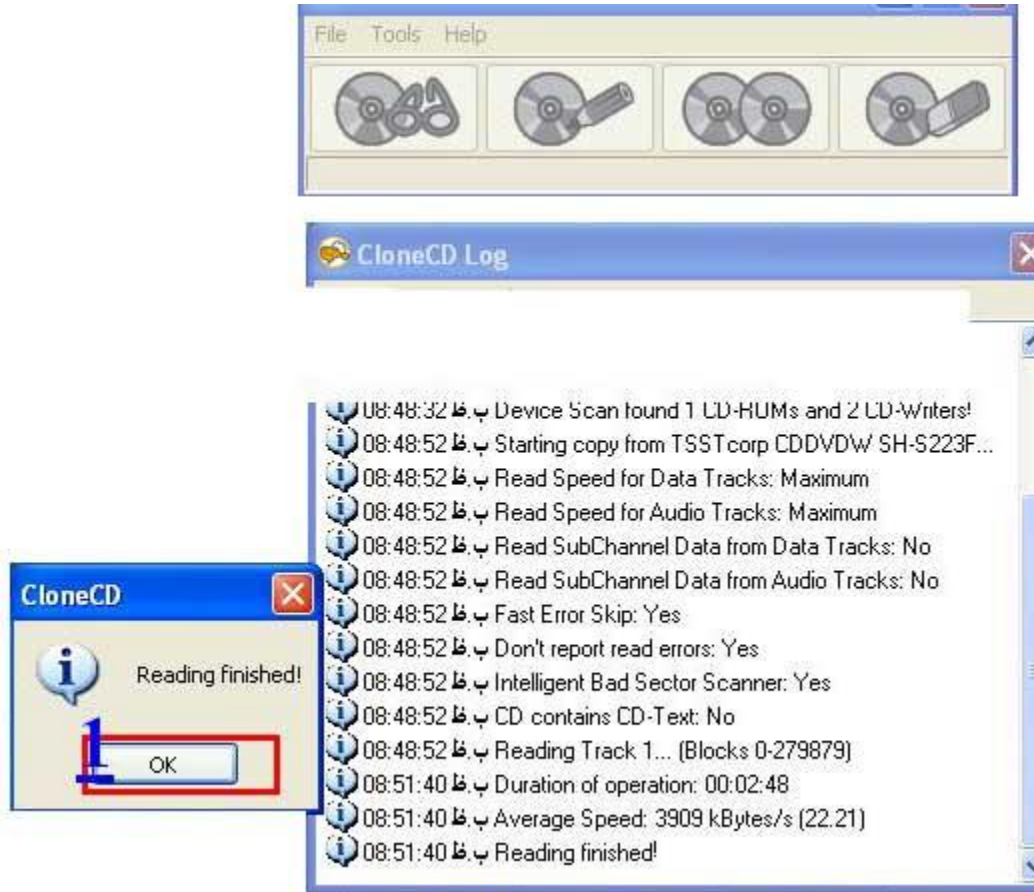 File Tools Help
CloneCD Log
08:48:32 ب.ظ Device Scan found 1 CD-ROMs and 2 CD-Writers!
08:48:52 ب.ظ Starting copy from TSSTcorp CDDVDW SH-S223F...
08:48:52 ب.ظ Read Speed for Data Tracks: Maximum
08:48:52 ب.ظ Read Speed for Audio Tracks: Maximum
08:48:52 ب.ظ Read SubChannel Data from Data Tracks: No
08:48:52 ب.ظ Read SubChannel Data from Audio Tracks: No
08:48:52 ب.ظ Fast Error Skip: Yes
08:48:52 ب.ظ Don't report read errors: Yes
08:48:52 ب.ظ Intelligent Bad Sector Scanner: Yes
08:48:52 ب.ظ CD contains CD-Text: No
08:48:52 ب.ظ Reading Track 1... (Blocks 0-279879)
08:51:40 ب.ظ Duration of operation: 00:02:48
08:51:40 ب.ظ Average Speed: 3909 kBytes/s (22.21)
08:51:40 ب.ظ Reading finished!
CloneCD
Reading finished!
1
OK